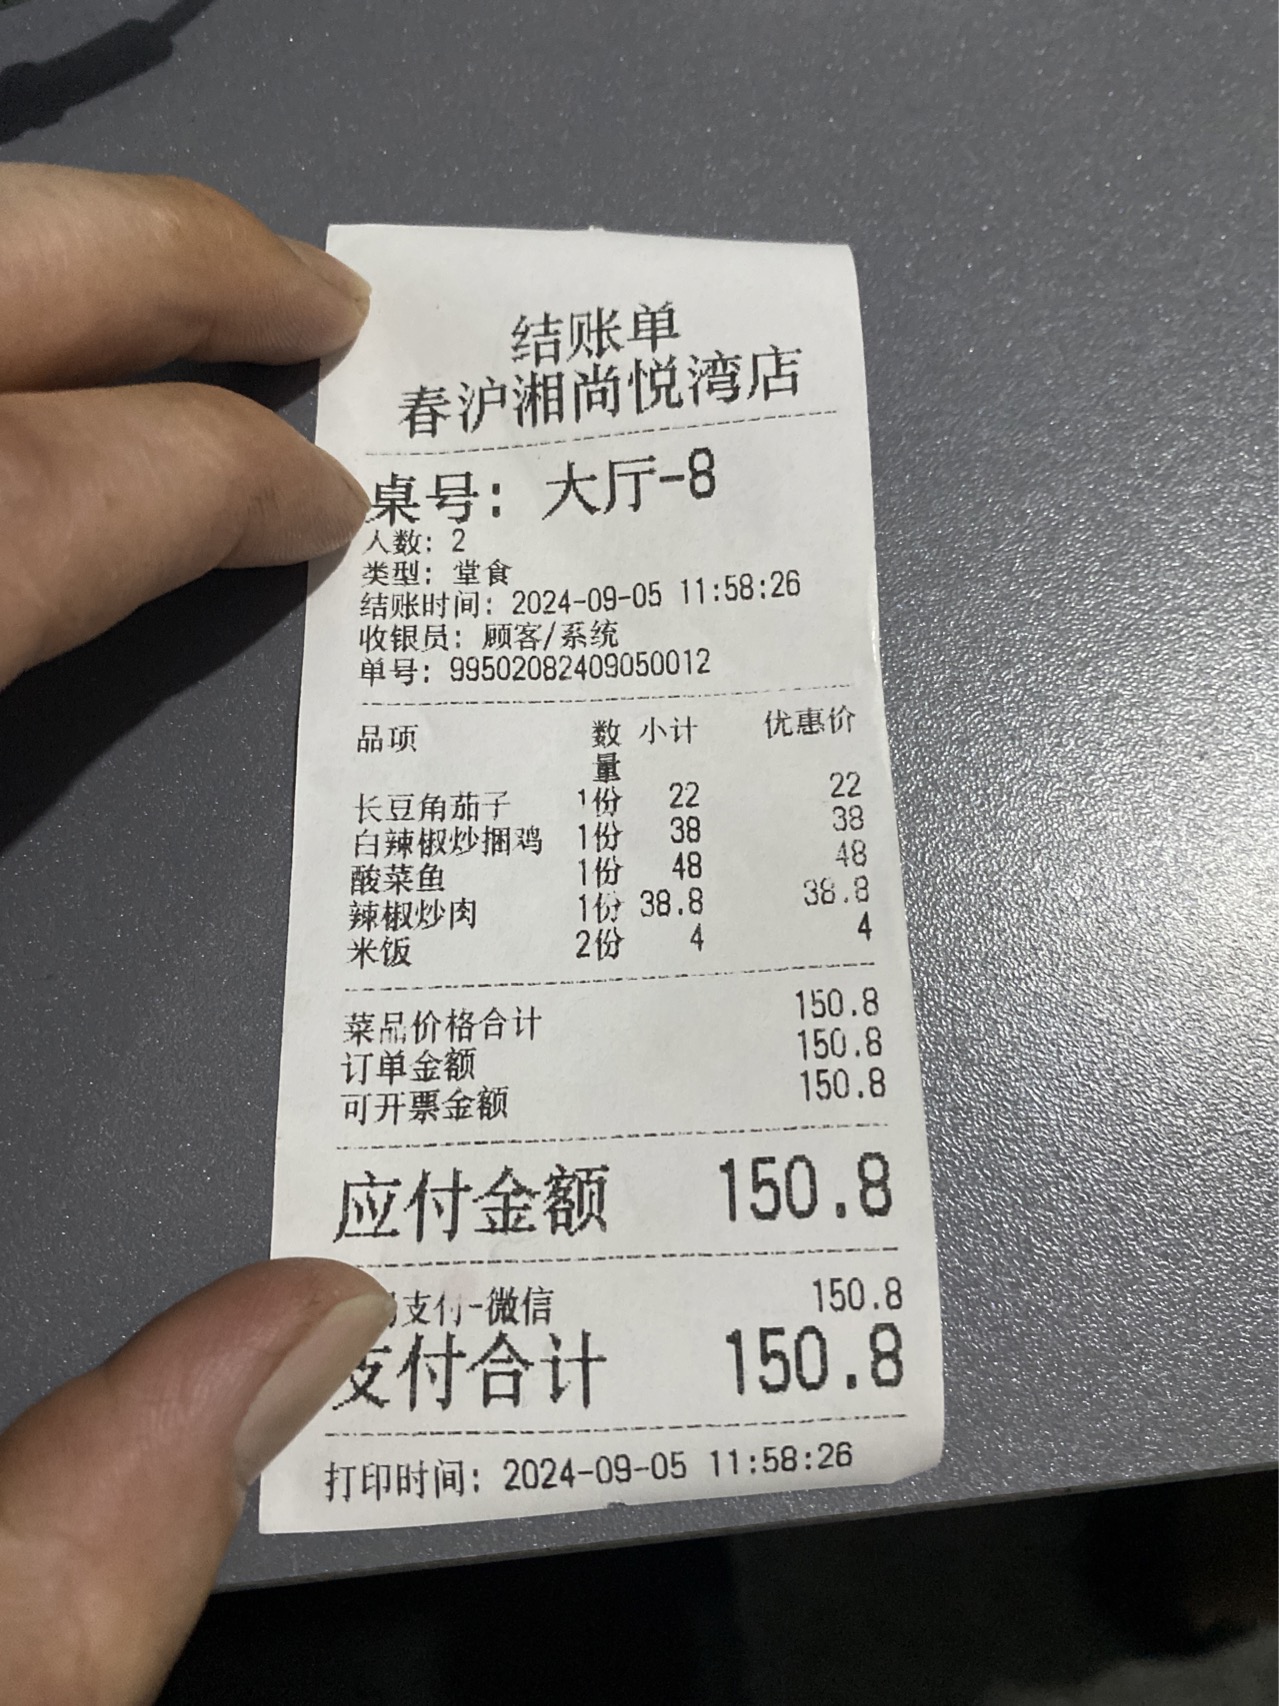 结账单
春沪湘尚悦湾店
桌号: 大厅-8
人数: 2
类型: 堂食
结账时间: 2024-09-05 11:58:26
收银员: 顾客/系统
单号: 99502082409050012
品项 数量 小计 优惠价
长豆角茄子 1份 22 22
白辣椒炒捆鸡 1份 38 38
酸菜鱼 1份 48 48
辣椒炒肉 1份 38.8 38.8
米饭 2份 4 4
菜品价格合计 150.8
订单金额 150.8
可开票金额 150.8
应付金额 150.8
支付-微信 150.8
支付合计 150.8
打印时间: 2024-09-05 11:58:26